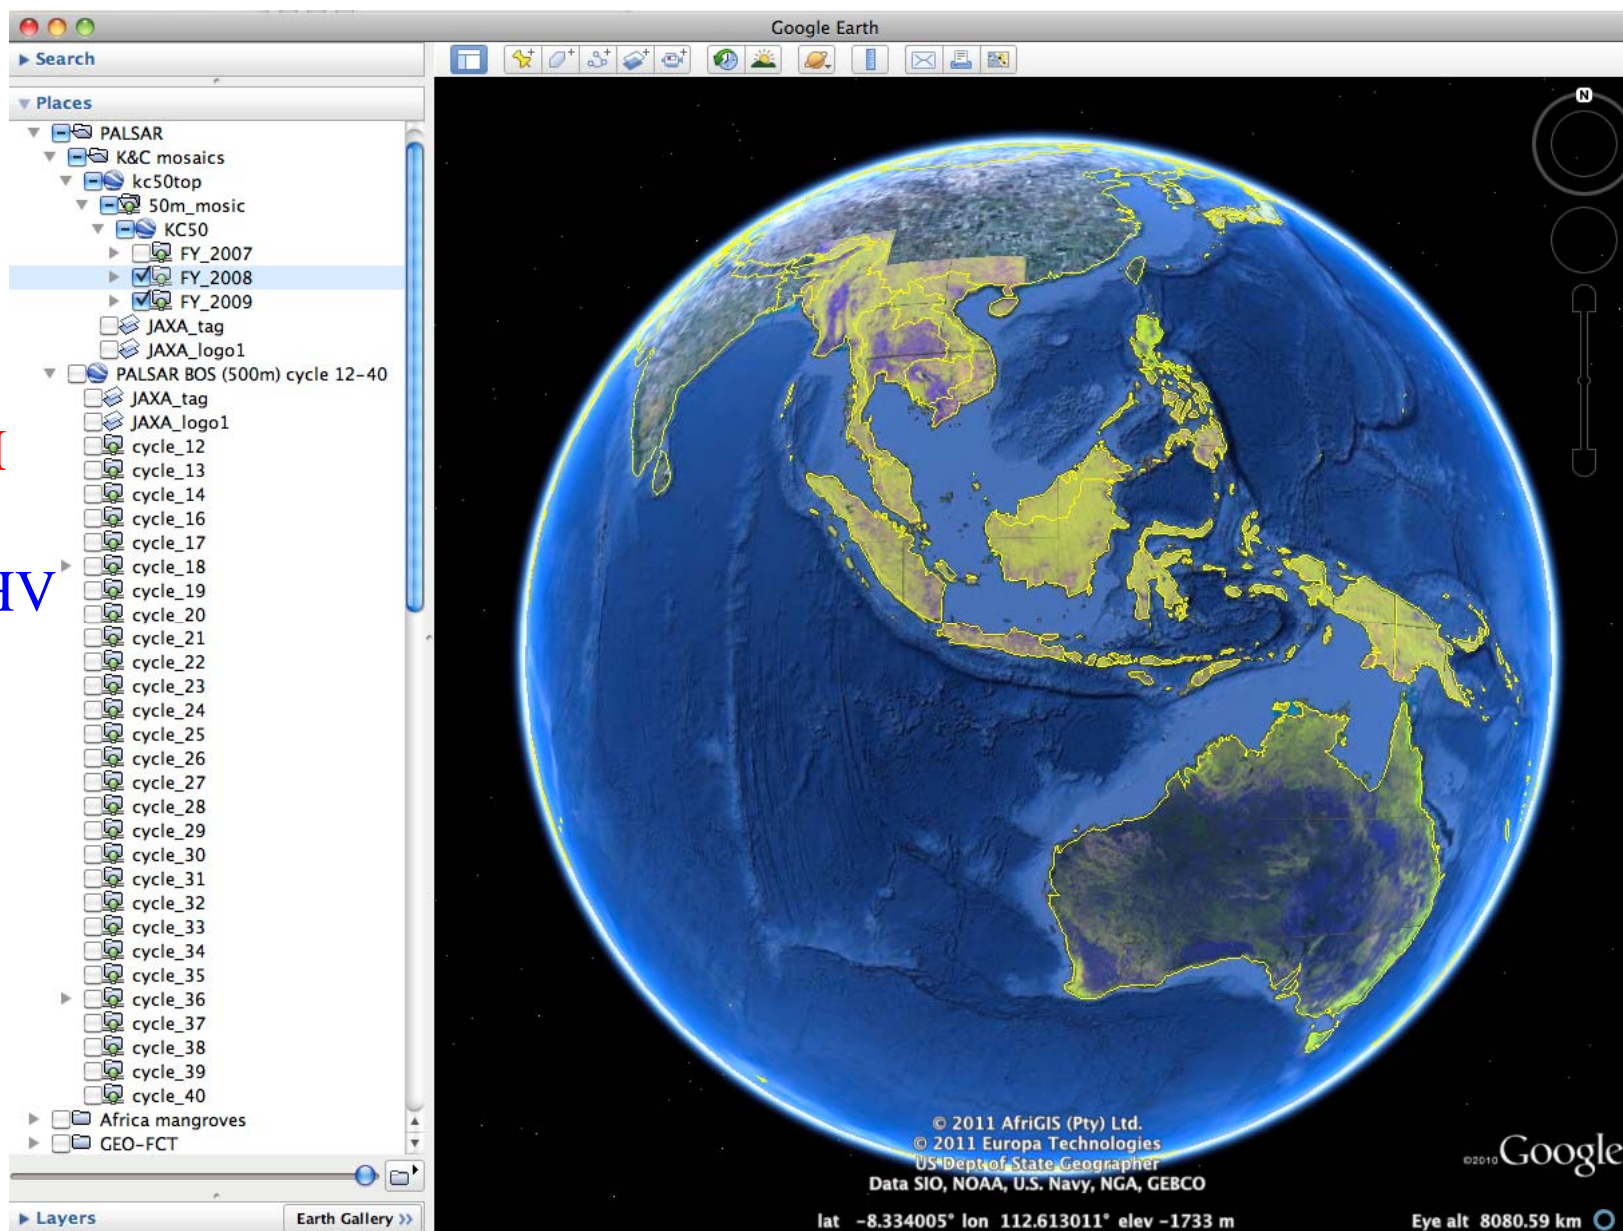 Google Earth
Search
Places
PALSAR
K&C mosaics
kc50top
50m_mosic
KC50
FY_2007
FY_2008
FY_2009
JAXA_tag
JAXA_logo1
PALSAR BOS (500m) cycle 12-40
JAXA_tag
JAXA_logo1
cycle_12
cycle_13
cycle_14
cycle_16
cycle_17
cycle_18
HV
cycle_19
cycle_20
cycle_21
cycle_22
cycle_23
cycle_24
cycle_25
cycle_26
cycle_27
cycle_28
cycle_29
cycle_30
cycle_31
cycle_32
cycle_33
cycle_34
cycle_35
cycle_36
cycle_37
cycle_38
cycle_39
cycle_40
Africa mangroves
GEO-FCT
Layers
Earth Gallery »
N
© 2011 AfriGIS (Pty) Ltd.
© 2011 Europa Technologies
US Dept of State Geographer
Data SIO, NOAA, U.S. Navy, NGA, GEBCO
©2010 Google
lat -8.334005° lon 112.613011° elev -1733 m
Eye alt 8080.59 km